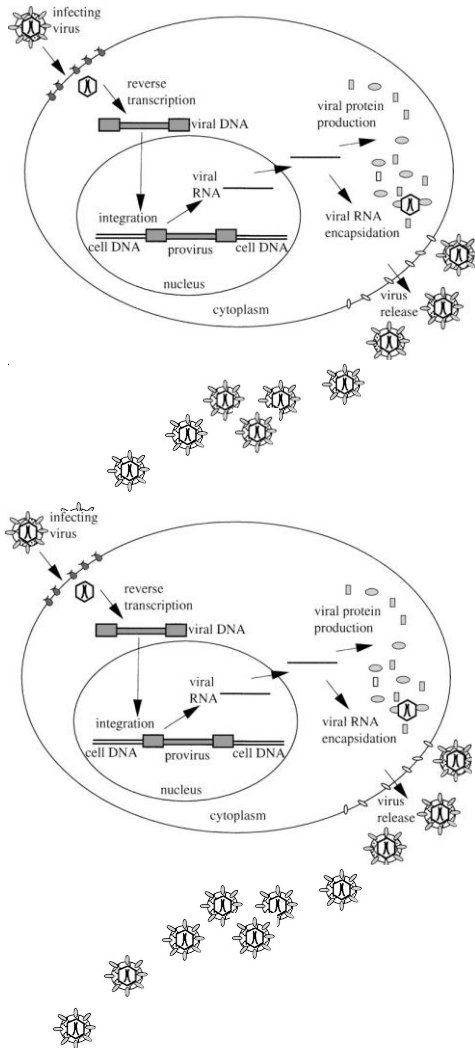 infecting
virus
reverse
transcription
viral DNA
viral protein
production
viral
RNA
integration
viral RNA
encapsidation
cell DNA
provirus
cell DNA
nucleus
cytoplasm
virus
release
infecting
virus
reverse
transcription
viral DNA
viral protein
production
viral
RNA
integration
viral RNA
encapsidation
cell DNA
provirus
cell DNA
nucleus
cytoplasm
virus
release